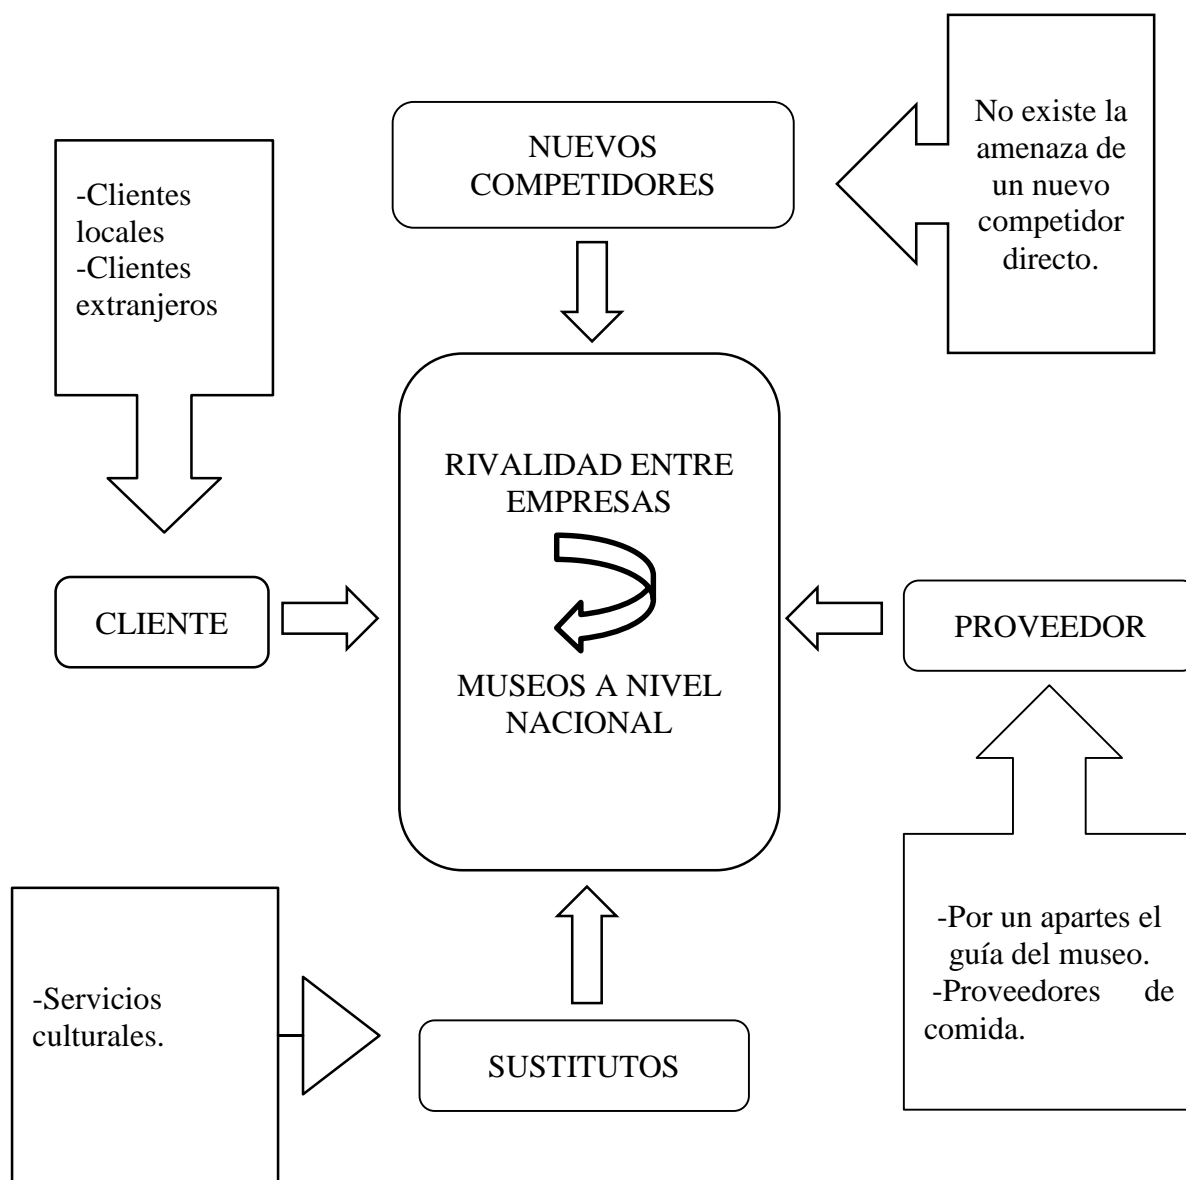 NUEVOS
COMPETIDORES
No existe la
amenaza de
un nuevo
competidor
directo.
-Clientes
locales
-Clientes
extranjeros
RIVALIDAD ENTRE
EMPRESAS
MUSEOS A NIVEL
NACIONAL
CLIENTE
PROVEEDOR
-Por un apartes el
guía del museo.
-Proveedores de
comida.
-Servicios
culturales.
SUSTITUTOS